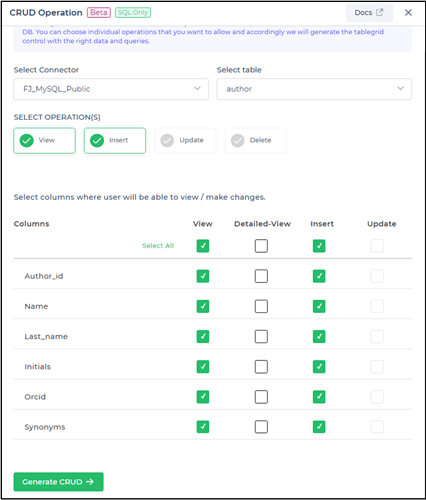 CRUD Operation Beta SQL Only Docs
DB. You can choose individual operations that you want to allow and accordingly we will generate the tablegrid
control with the right data and queries.
Select Connector Select table
FJ_MySQL_Public author
SELECT OPERATION(S)
View Insert Update Delete
Select columns where user will be able to view / make changes.
Columns View Detailed-View Insert Update
Select All
Author_id
Name
Last_name
Initials
Orcid
Synonyms
Generate CRUD →